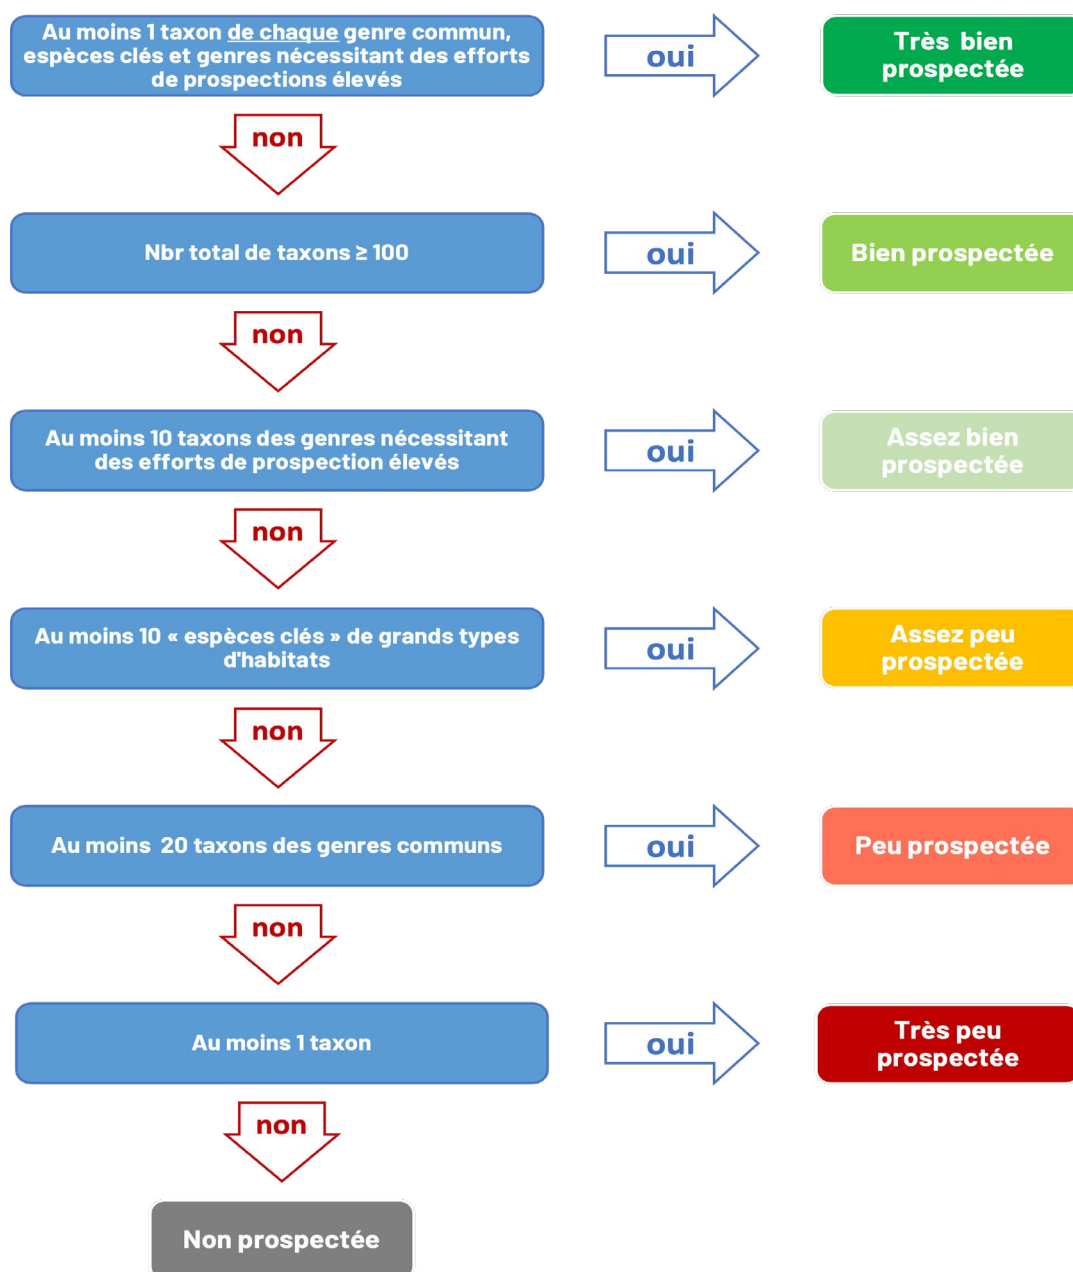 Au moins 1 taxon de chaque genre commun,
espèces clés et genres nécessitant des efforts
de prospections élevés
oui
Très bien
prospectée
non
Nbr total de taxons ≥ 100
oui
Bien prospectée
non
Au moins 10 taxons des genres nécessitant
des efforts de prospection élevés
oui
Assez bien
prospectée
non
Au moins 10 « espèces clés » de grands types
d'habitats
oui
Assez peu
prospectée
non
Au moins 20 taxons des genres communs
oui
Peu prospectée
non
Au moins 1 taxon
oui
Très peu
prospectée
non
Non prospectée